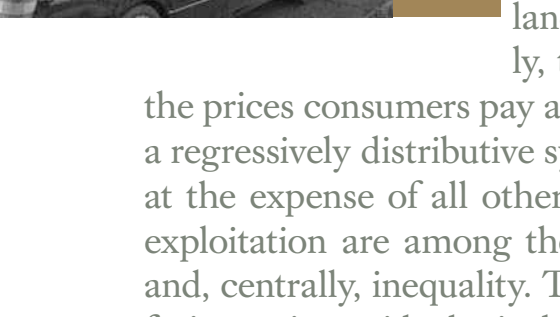 lan
ly,
the prices consumers pay a
a regressively distributive s
at the expense of all other
exploitation are among the
and, centrally, inequality. T